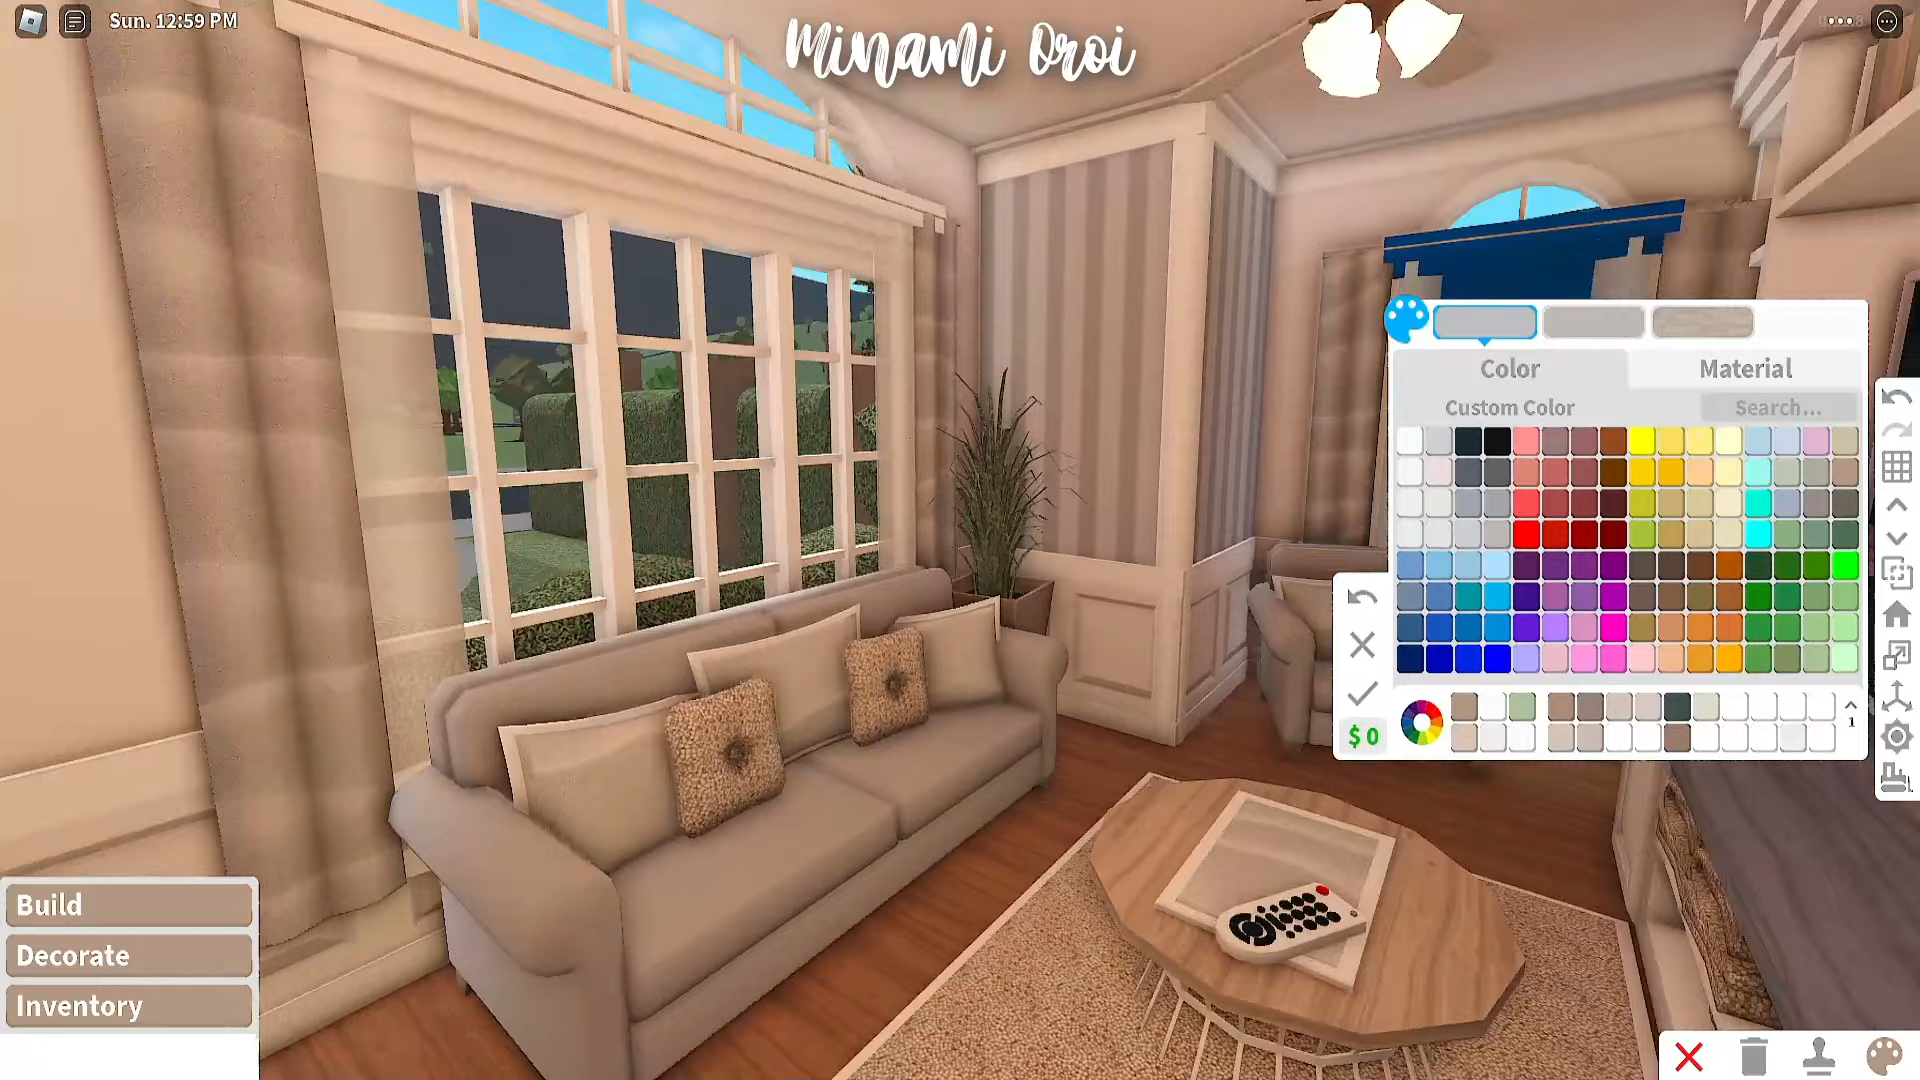 Sun. 12:59 PM
Minami Oroi
Color
Material
Custom Color
Search...
1
$ 0
Build
Decorate
Inventory